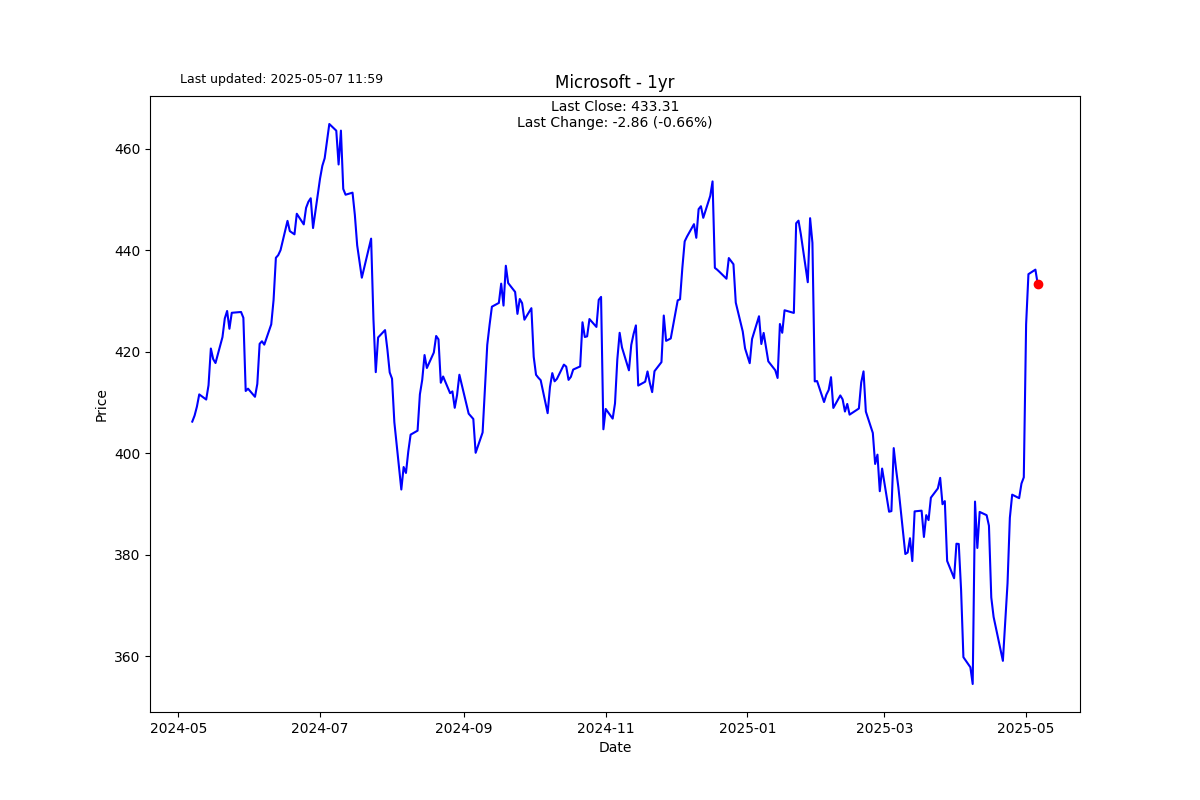 Last updated: 2025-05-07 11:59
Microsoft - 1yr
Last Close: 433.31
Last Change: -2.86 (-0.66%)
460
440
420
400
380
360
Price
2024-05
2024-07
2024-09
2024-11
2025-01
2025-03
2025-05
Date